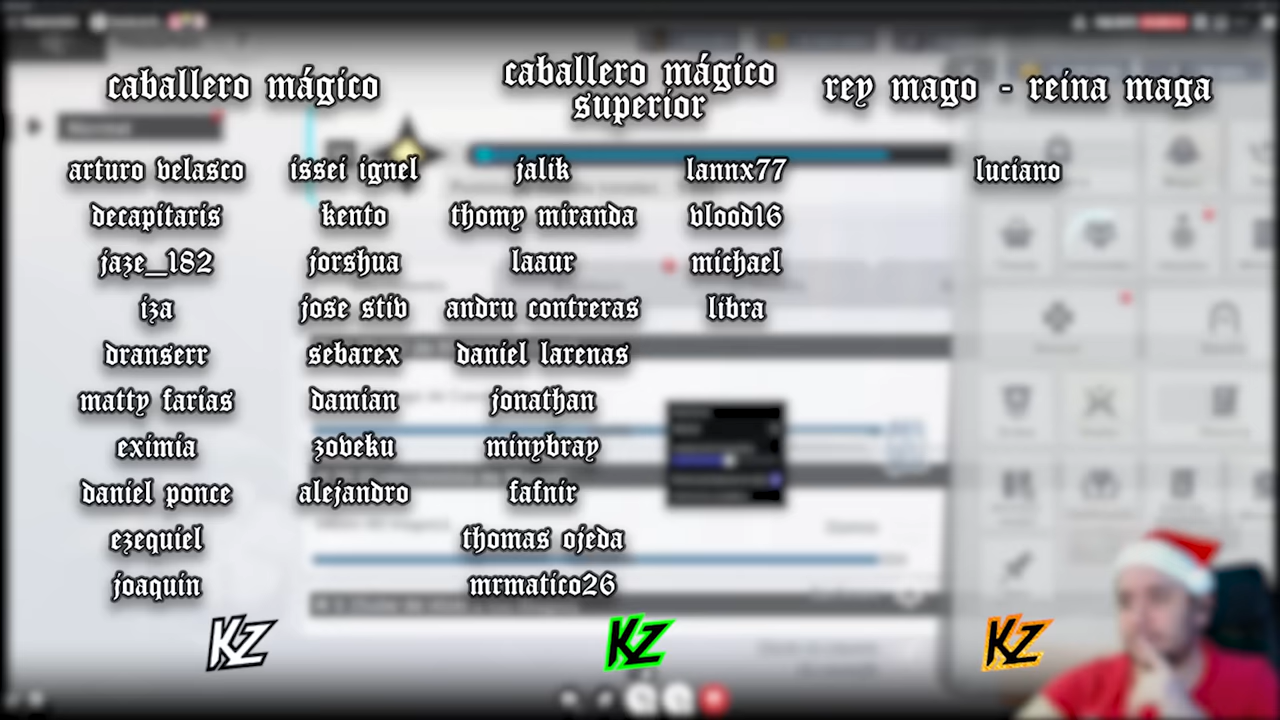 caballero mágico
arturo velasco
decapitaris
jaze_182
iza
dranserr
matty farias
eximia
daniel ponce
ezequiel
joaquin
issei ignel
kento
jorshua
jose stiv
sebarex
damian
zoveku
alejandro
KZ
caballero mágico
superior
jalik
thomy miranda
laaur
andru contreras
daniel larenas
jonathan
minybray
fafnir
thomas ojeda
mrmatico26
lannx77
blood16
michael
libra
KZ
rey mago - reina maga
luciano
KZ